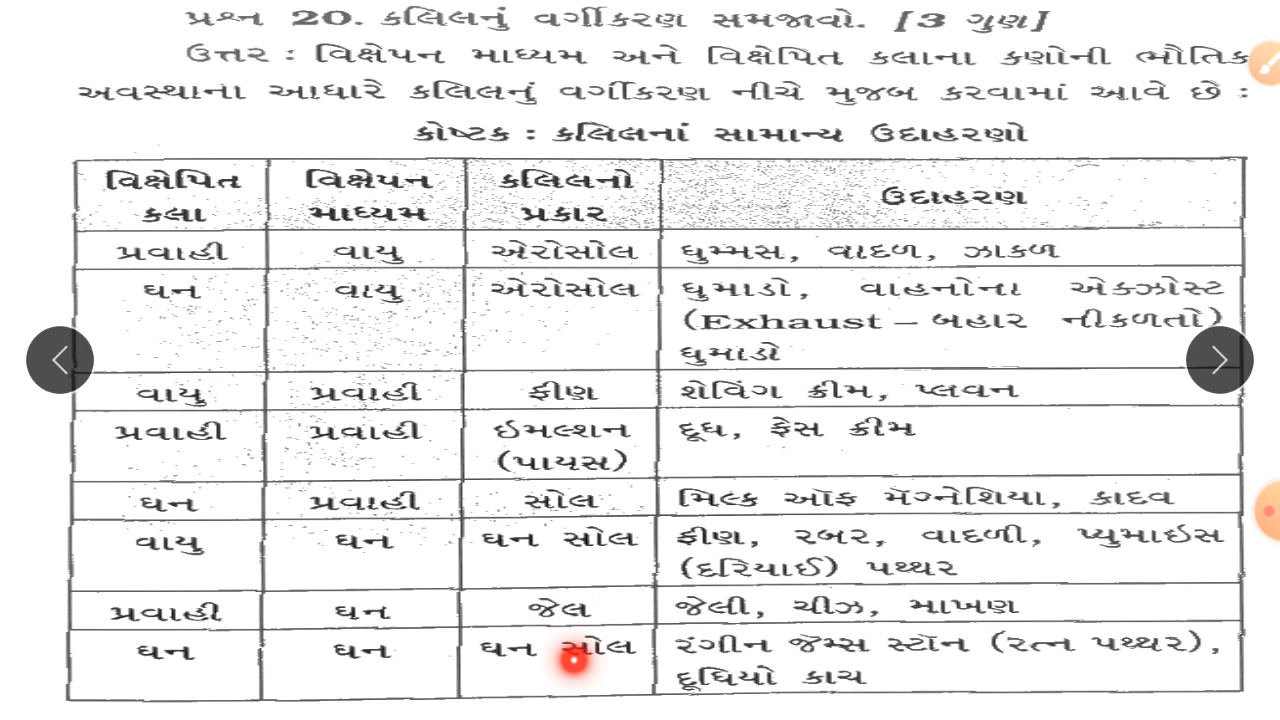 પ્રશ્ન 20. કલિલનું વર્ગીકરણ સમજાવો. [3 ગુણ]
ઉત્તર : વિક્ષેપન માધ્યમ અને વિક્ષેપિત કલાના કણોની ભૌતિક
અવસ્થાના આધારે કલિલનું વર્ગીકરણ નીચે મુજબ કરવામાં આવે છે :
કોષ્ટક : કલિલનાં સામાન્ય ઉદાહરણો
વિક્ષેપિત કલા વિક્ષેપન માધ્યમ કલિલનો પ્રકાર ઉદાહરણ
પ્રવાહી વાયુ એરોસોલ ધુમ્મસ, વાદળ, ઝાકળ
ઘન વાયુ એરોસોલ ધુમાડો, વાહનોના એક્ઝોસ્ટ
(Exhaust – બહાર નીકળતો)
ધુમાડો
વાયુ પ્રવાહી ફીણ શેવિંગ ક્રીમ, પ્લવન
પ્રવાહી પ્રવાહી ઇમલ્શન દૂધ, ફેસ ક્રીમ
(પાયસ)
ઘન પ્રવાહી સોલ મિલ્ક ઑફ મૅગ્નેશિયા, કાદવ
વાયુ ઘન ઘન સોલ ફીણ, રબર, વાદળી, પ્યુમાઇસ
(દરિયાઈ) પથ્થર
પ્રવાહી ઘન જેલ જેલી, ચીઝ, માખણ
ઘન ઘન ઘન સોલ રંગીન જૅમ્સ સ્ટૉન (રત્ન પથ્થર),
દૂધિયો કાચ